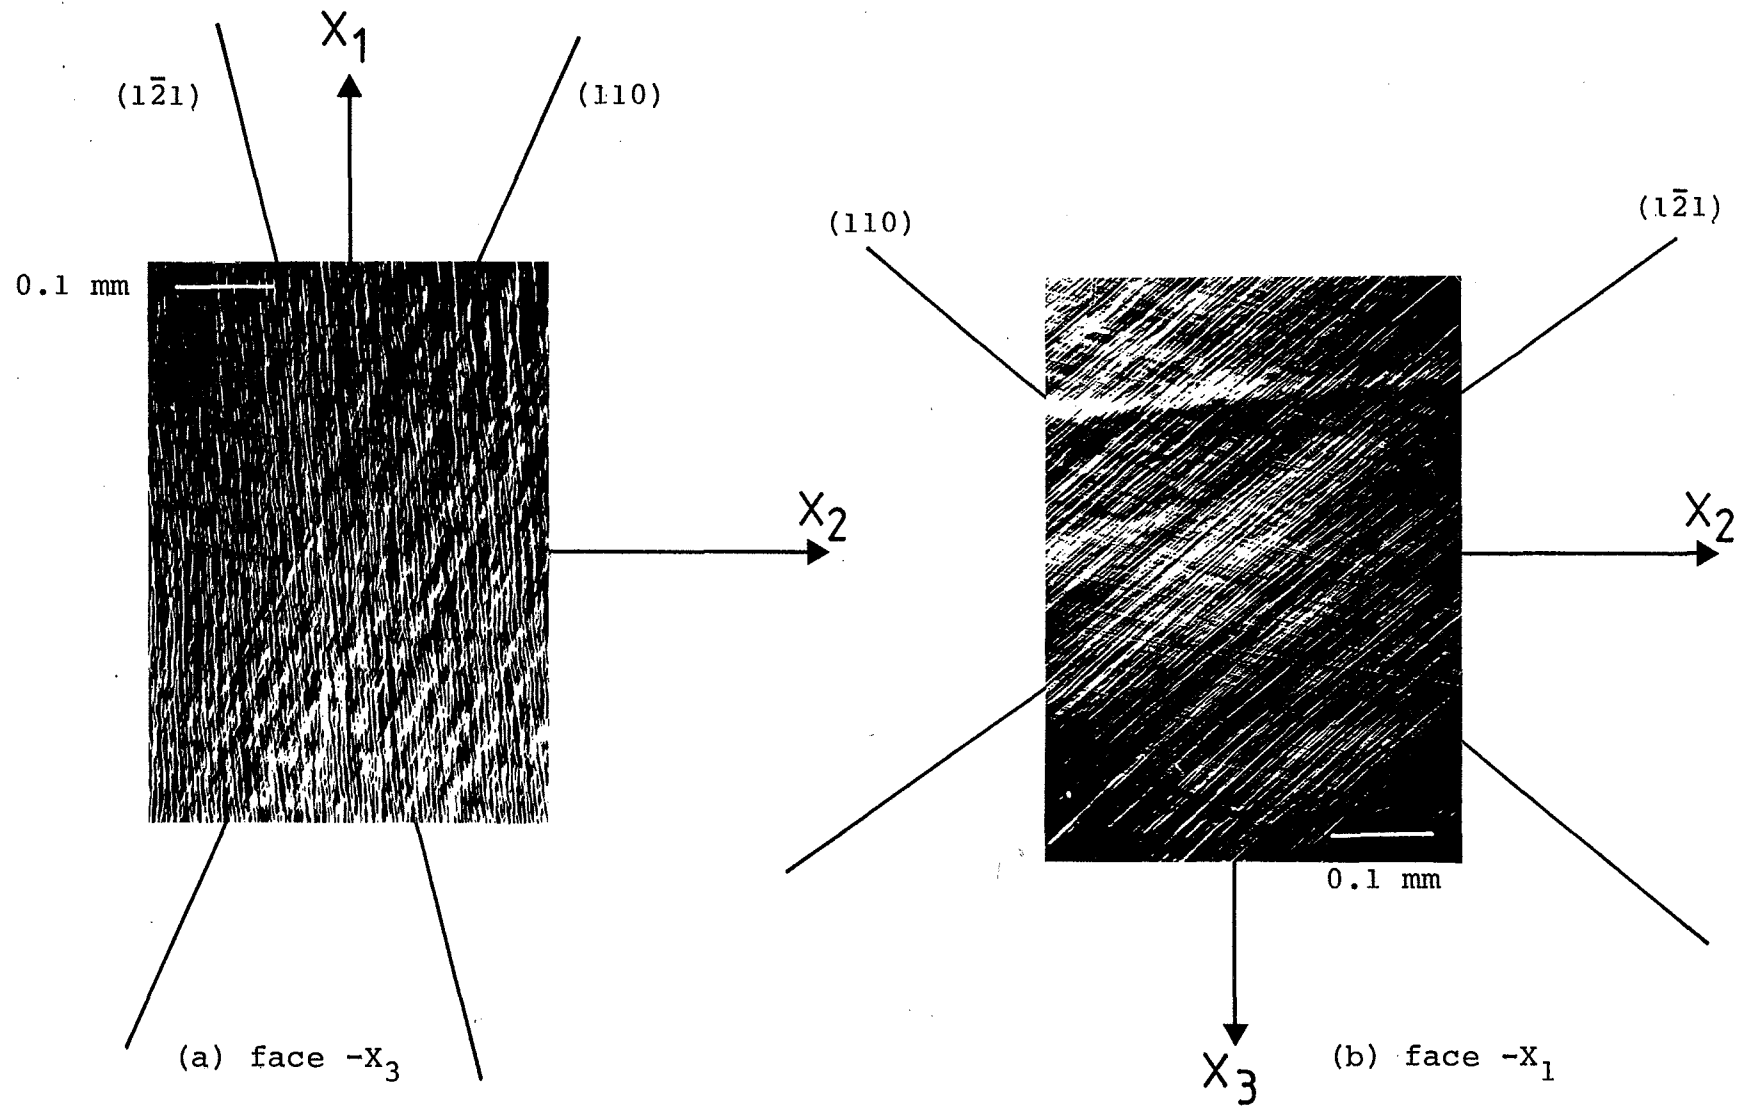 X1
(12̄1)
(110)
0.1 mm
X2
(a) face -X3
(110)
(12̄1)
X2
0.1 mm
X3
(b) face -X1